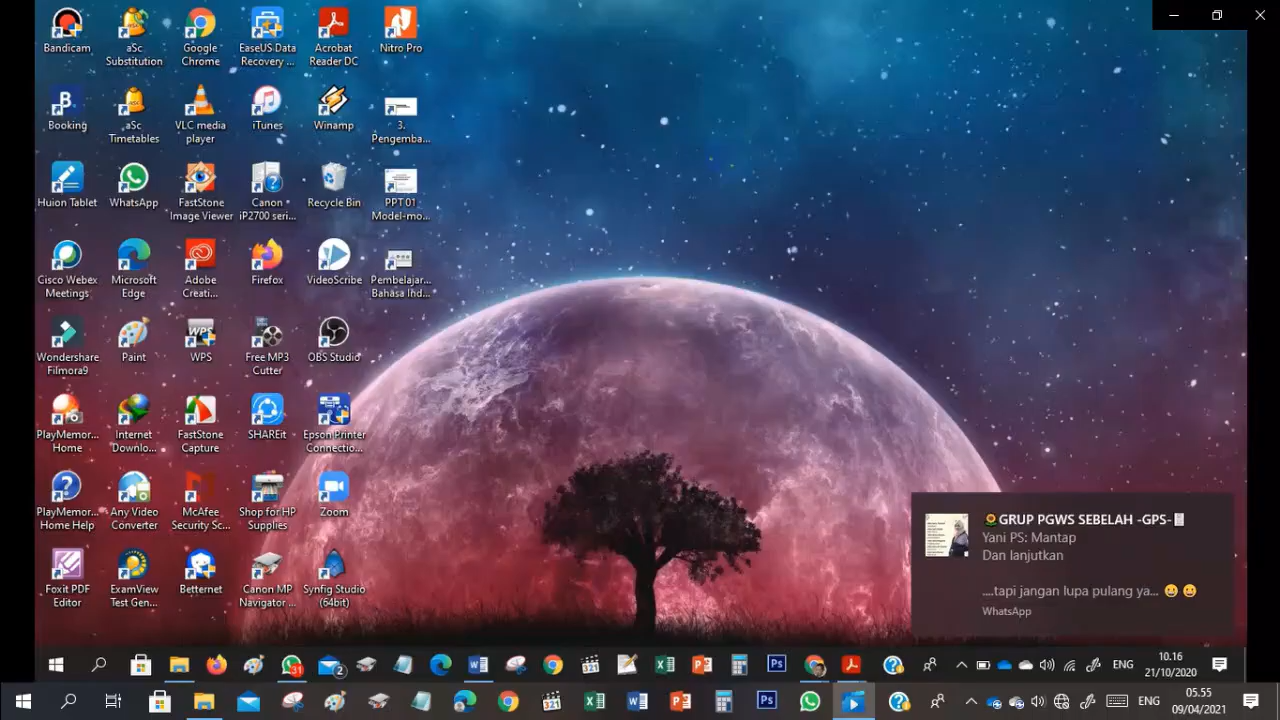 Bandicam
aSc
Substitution
Google
Chrome
EaseUS Data
Recovery ...
Acrobat
Reader DC
Nitro Pro
Booking
aSc
Timetables
VLC media
player
iTunes
Winamp
3.
Pengemba...
Huion Tablet
WhatsApp
FastStone
Image Viewer
Canon
iP2700 seri...
Recycle Bin
PPT 01
Model-mo...
Cisco Webex
Meetings
Microsoft
Edge
Adobe
Creati...
Firefox
VideoScribe
Pembelajar...
Bahasa Ind...
Wondershare
Filmora9
Paint
WPS
Free MP3
Cutter
OBS Studio
PlayMemor...
Home
Internet
Downlo...
FastStone
Capture
SHAREit
Epson Printer
Connectio...
PlayMemor...
Home Help
Any Video
Converter
McAfee
Security Sc...
Shop for HP
Supplies
Zoom
Foxit PDF
Editor
ExamView
Test Gen...
Betternet
Canon MP
Navigator ...
Synfig Studio
(64bit)
🌻GRUP PGWS SEBELAH -GPS-
Yani PS: Mantap
Dan lanjutkan
....tapi jangan lupa pulang ya... 😀 😀
WhatsApp
31
2
321
ENG
10.16
21/10/2020
ENG
05.55
09/04/2021